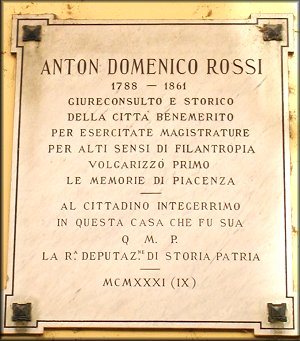 ANTON DOMENICO ROSSI
1788 — 1861
GIURECONSULTO E STORICO
DELLA CITTÀ BENEMERITO
PER ESERCITATE MAGISTRATURE
PER ALTI SENSI DI FILANTROPIA
VOLGARIZZÒ PRIMO
LE MEMORIE DI PIACENZA
AL CITTADINO INTEGERRIMO
IN QUESTA CASA CHE FU SUA
Q. M. P.
LA R.ᴬ DEPUTAZ.ᴺᴱ DI STORIA PATRIA
MCMXXXI (IX)